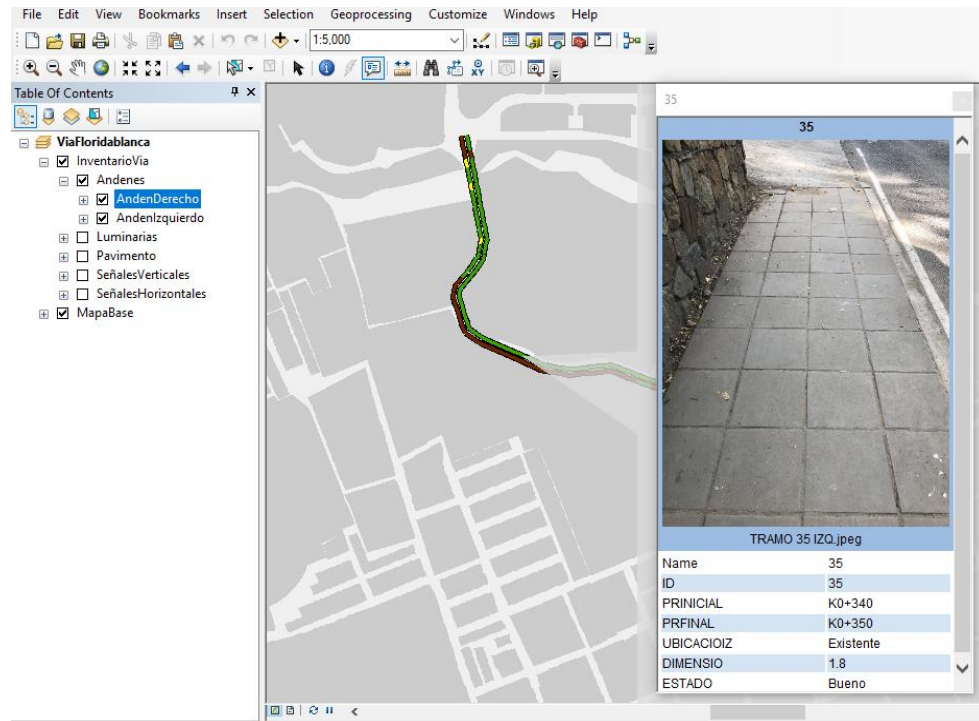 File Edit View Bookmarks Insert Selection Geoprocessing Customize Windows Help
1:5,000
Table Of Contents
ViaFloridablanca
InventarioVia
Andenes
AndenDerecho
AndenIzquierdo
Luminarias
Pavimento
SeñalesVerticales
SeñalesHorizontales
MapaBase
35
35
TRAMO 35 IZQ.jpeg
Name 35
ID 35
PRINICIAL K0+340
PRFINAL K0+350
UBICACIOIZ Existente
DIMENSIO 1.8
ESTADO Bueno